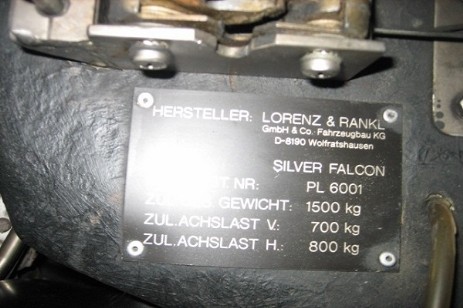 HERSTELLER: LORENZ & RANKL
GmbH & Co. Fahrzeugbau KG
D-8190 Wolfratshausen
SILVER FALCON
NR: PL 6001
GEWICHT: 1500 kg
ZUL.ACHSLAST V.: 700 kg
ZUL.ACHSLAST H.: 800 kg